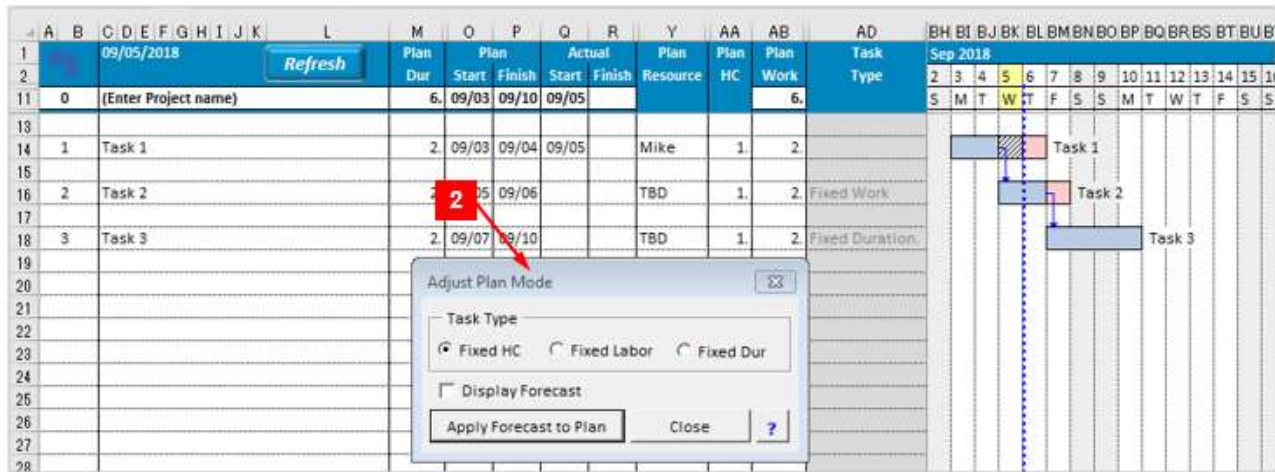 A B C D E F G H I J K L M O P Q R Y AA AB AD BH BI BJ BK BL BM BN BO BP BQ BR BS BT BU
1 09/05/2018 Refresh Plan Plan Actual Plan Plan Plan Task Sep 2018
2 Dur Start Finish Start Finish Resource HC Work Type 2 3 4 5 6 7 8 9 10 11 12 13 14 15
11 0 (Enter Project name) 6. 09/03 09/10 09/05 6. S M T W T F S S M T W T F S S
13
14 1 Task 1 2. 09/03 09/04 09/05 Mike 1. 2. Task 1
15
16 2 Task 2 2 05 09/06 TBD 1. 2. Fixed Work Task 2
2
17
18 3 Task 3 2. 09/07 09/10 TBD 1. 2. Fixed Duration. Task 3
19
20
21
22
23
24
25
26
27
28
Adjust Plan Mode
Task Type
Fixed HC Fixed Labor Fixed Dur
Display Forecast
Apply Forecast to Plan Close ?